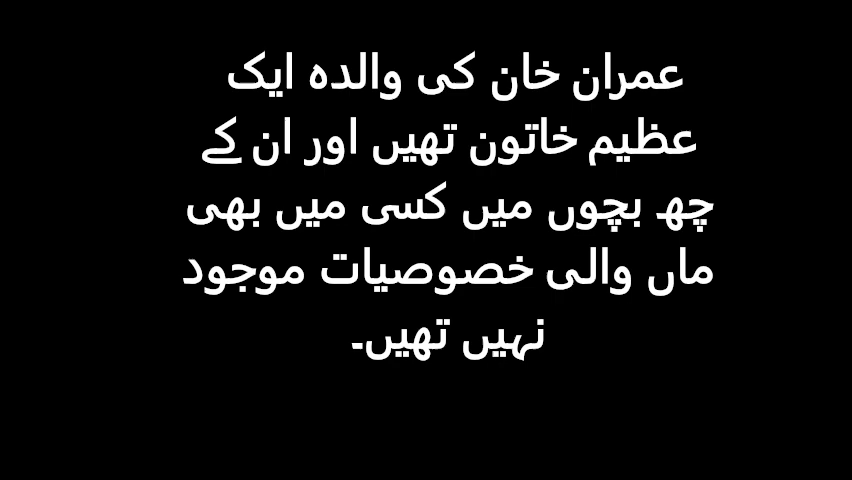 عمران خان کی والدہ ایک
عظیم خاتون تھیں اور ان کے
چھ بچوں میں کسی میں بھی
ماں والی خصوصیات موجود
نہیں تھیں۔